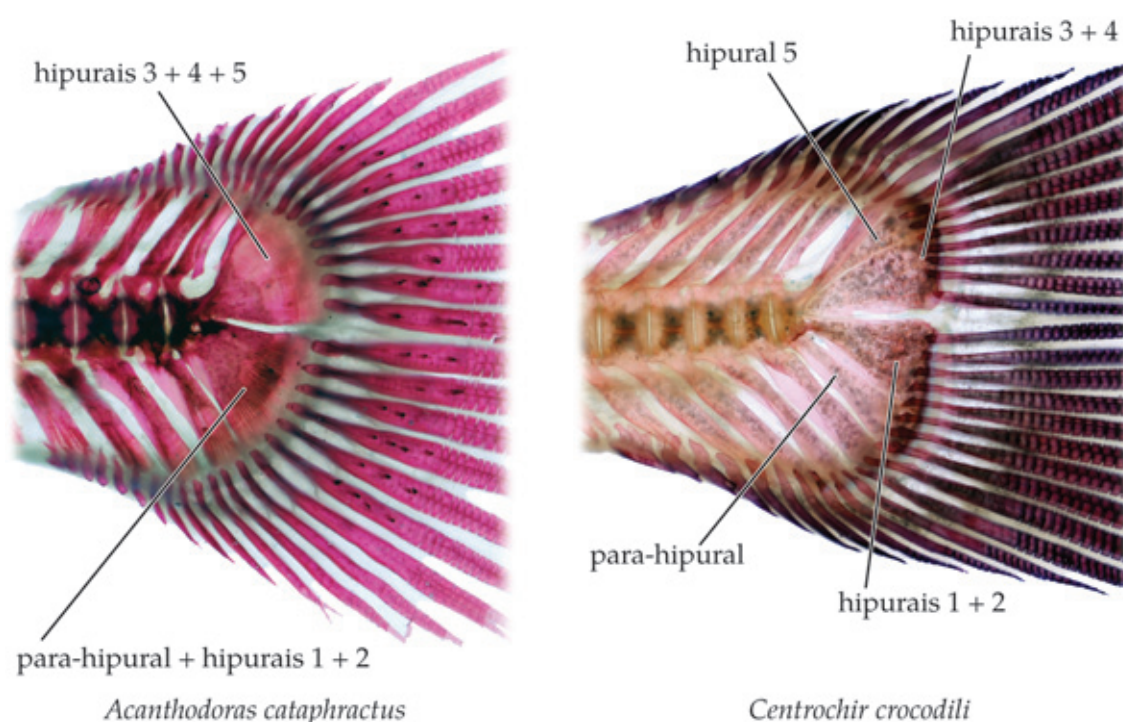 hipurais 3 + 4 + 5
para-hipural + hipurais 1 + 2
Acanthodoras cataphractus
hipurais 3 + 4
hipural 5
para-hipural
hipurais 1 + 2
Centrochir crocodili